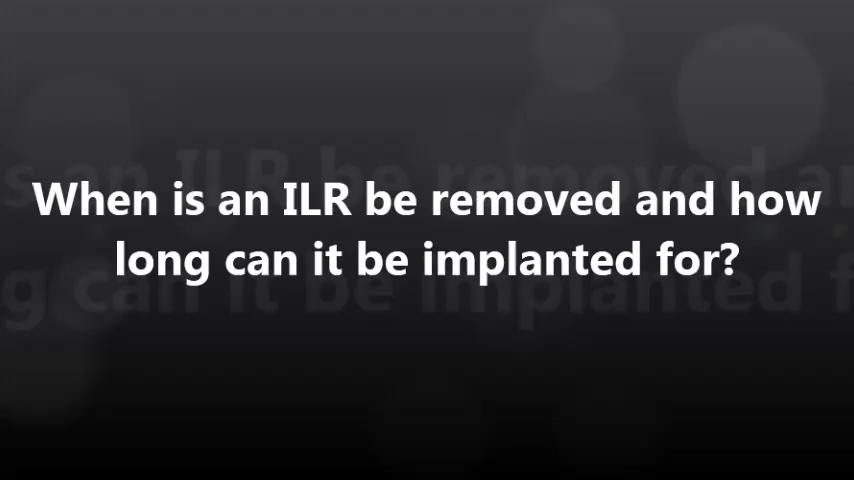 When is an ILR be removed and how
long can it be implanted for?